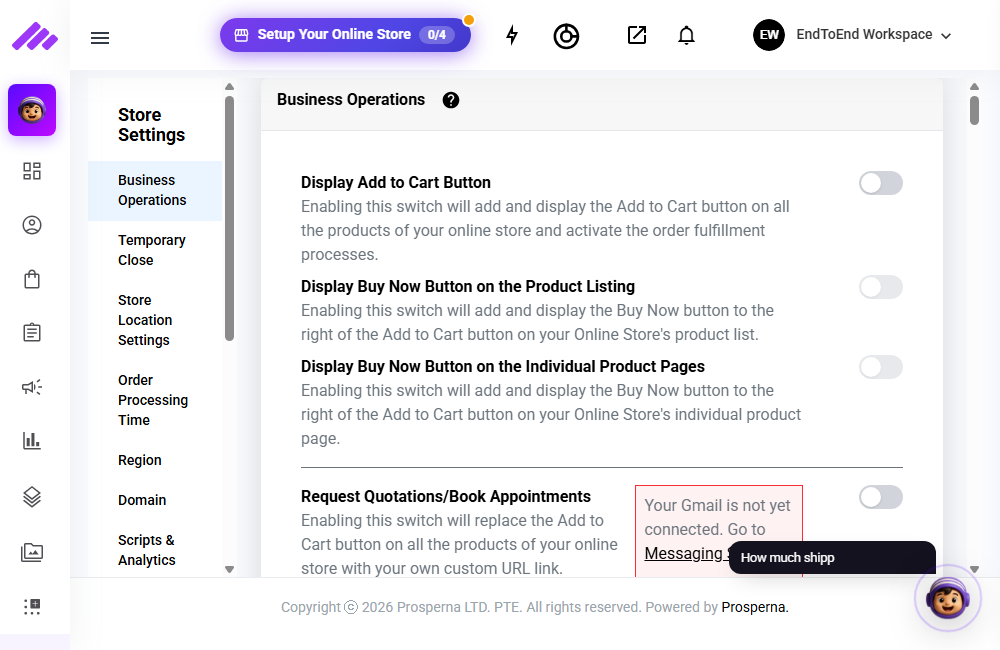 Setup Your Online Store 0/4
EW EndToEnd Workspace
Store
Settings
Business
Operations
Temporary
Close
Store
Location
Settings
Order
Processing
Time
Region
Domain
Scripts &
Analytics
Business Operations ?
Display Add to Cart Button
Enabling this switch will add and display the Add to Cart button on all
the products of your online store and activate the order fulfillment
processes.
Display Buy Now Button on the Product Listing
Enabling this switch will add and display the Buy Now button to the
right of the Add to Cart button on your Online Store's product list.
Display Buy Now Button on the Individual Product Pages
Enabling this switch will add and display the Buy Now button to the
right of the Add to Cart button on your Online Store's individual product
page.
Request Quotations/Book Appointments
Enabling this switch will replace the Add to
Cart button on all the products of your online
store with your own custom URL link.
Your Gmail is not yet
connected. Go to
Messaging
How much shipp
Copyright © 2026 Prosperna LTD. PTE. All rights reserved. Powered by Prosperna.